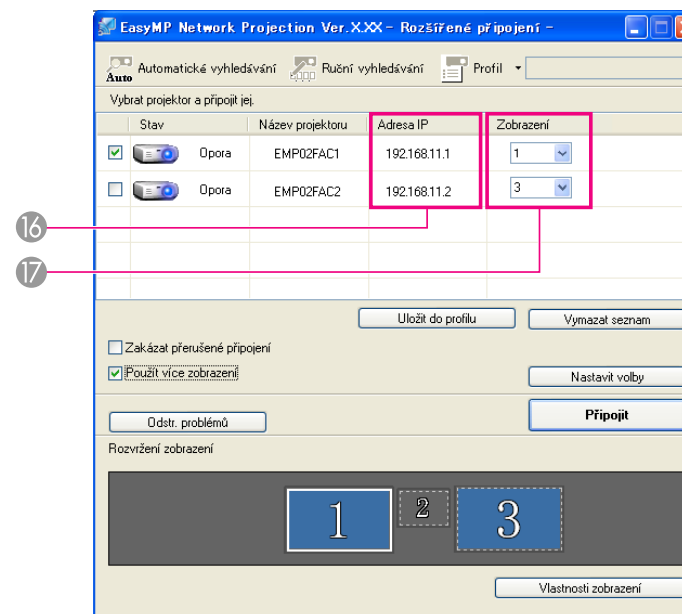 EasyMP Network Projection Ver.X.XX – Rozšířené připojení –
Auto Automatické vyhledávání Ruční vyhledávání Profil
Vybrat projektor a připojit jej.
Stav Název projektoru Adresa IP Zobrazení
Opora EMP02FAC1 192.168.11.1 1
Opora EMP02FAC2 192.168.11.2 3
16
17
Uložit do profilu Vymazat seznam
Zakázat přerušené připojení
Použít více zobrazení Nastavit volby
Odstr. problémů Připojit
Rozvržení zobrazení
1 2 3
Vlastnosti zobrazení